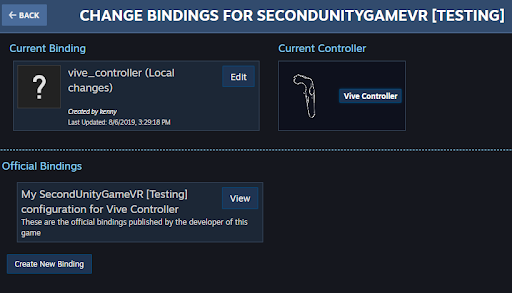 ← BACK
CHANGE BINDINGS FOR SECONDUNITYGAMEVR [TESTING]
Current Binding
Current Controller
?
vive_controller (Local
changes)
Edit
Created by kenny
Last Updated: 8/6/2019, 3:29:18 PM
Vive Controller
Official Bindings
My SecondUnityGameVR [Testing]
configuration for Vive Controller
View
These are the official bindings published by the developer of this
game
Create New Binding